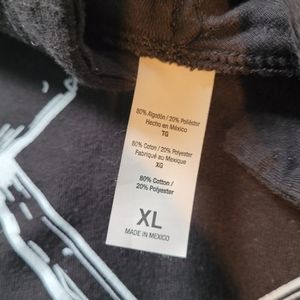 80% Algodón / 20% Poliéster
Hecho en México
TG
80% Coton / 20% Polyester
Fabriqué au Mexique
XG
80% Cotton /
20% Polyester
XL
MADE IN MEXICO